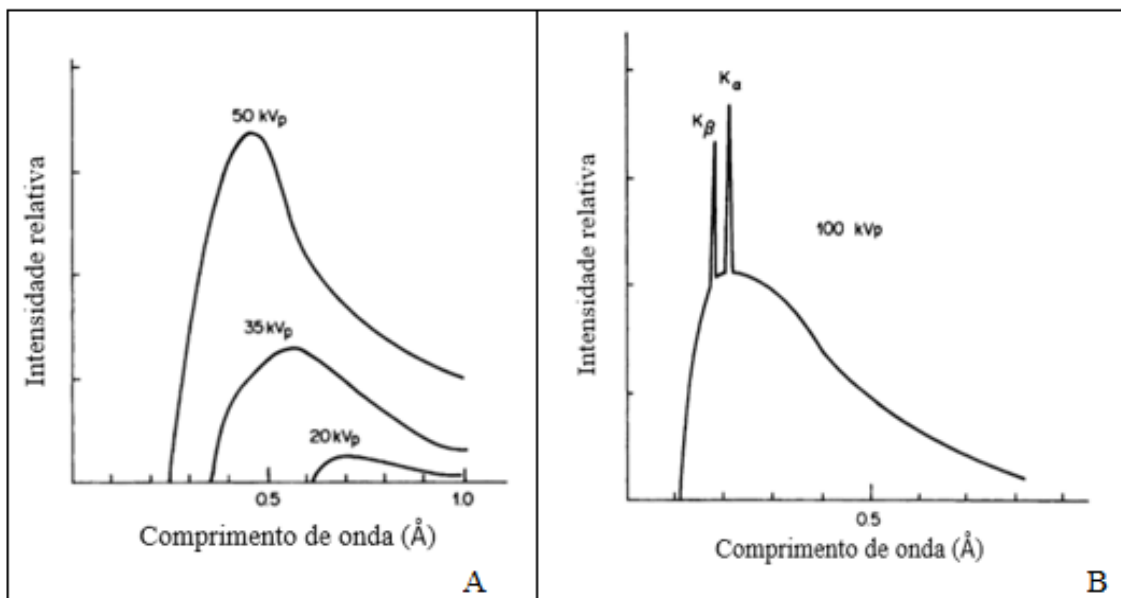 50 kVp
35 kVp
20 kVp
Intensidade relativa
0.5
1.0
Comprimento de onda (Å)
A
Kα
Kβ
100 kVp
Intensidade relativa
0.5
Comprimento de onda (Å)
B